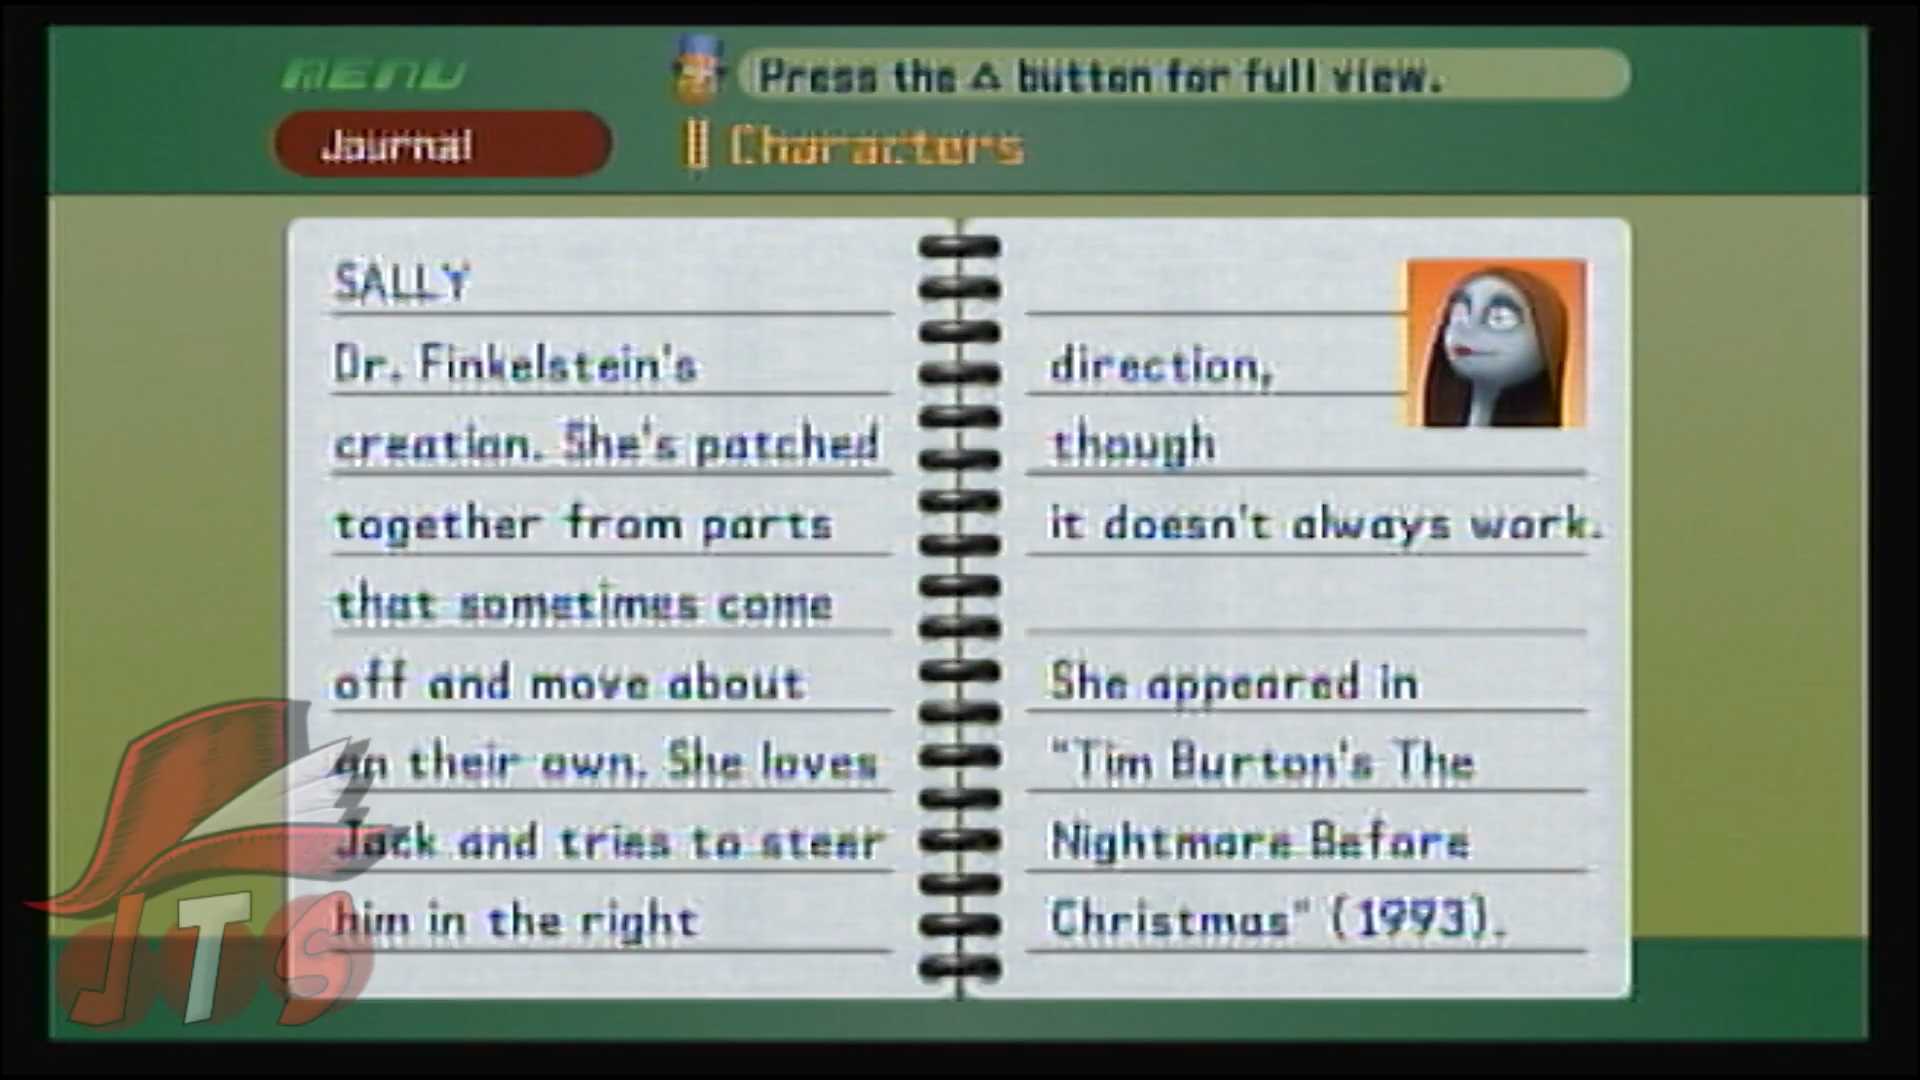 MENU
Press the △ button for full view.
Journal
Characters
SALLY
Dr. Finkelstein's
creation. She's patched
together from parts
that sometimes come
off and move about
on their own. She loves
Jack and tries to steer
him in the right
direction,
though
it doesn't always work.
She appeared in
"Tim Burton's The
Nightmare Before
Christmas" (1993).
JTS